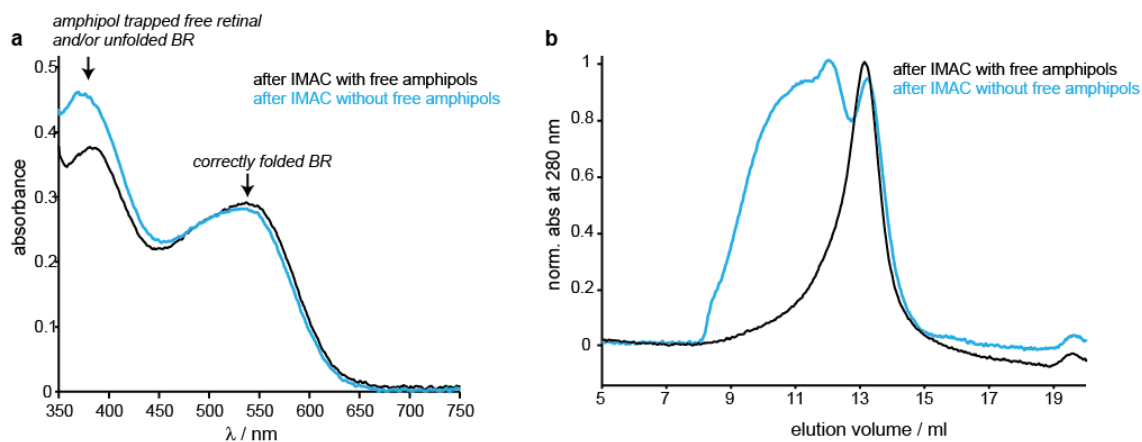 a
amphipol trapped free retinal
and/or unfolded BR
after IMAC with free amphipols
after IMAC without free amphipols
correctly folded BR
absorbance
0.5
0.4
0.3
0.2
0.1
0
350
400
450
500
550
600
650
700
750
λ / nm
b
after IMAC with free amphipols
after IMAC without free amphipols
norm. abs at 280 nm
1
0.8
0.6
0.4
0.2
0
5
7
9
11
13
15
17
19
elution volume / ml